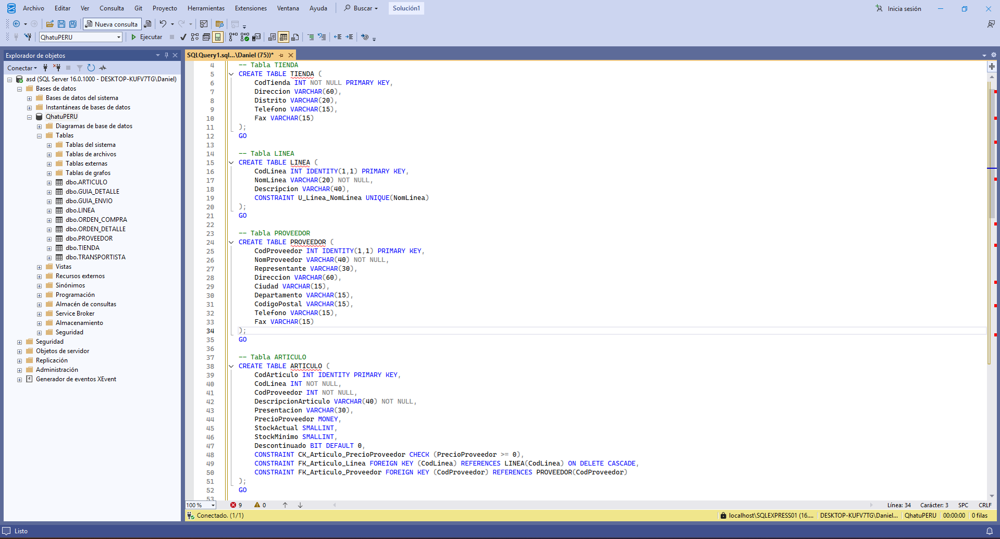 Archivo Editar Ver Consulta Git Proyecto Herramientas Extensiones Ventana Ayuda Buscar Solución1 Inicia sesión
Nueva consulta
QhatuPERU Ejecutar
Explorador de objetos
Conectar
asd (SQL Server 16.0.1000 - DESKTOP-KUFV7TG\Daniel)
Bases de datos
Bases de datos del sistema
Instantáneas de bases de datos
QhatuPERU
Diagramas de base de datos
Tablas
Tablas del sistema
Tablas de archivos
Tablas externas
Tablas de grafos
dbo.ARTICULO
dbo.GUIA_DETALLE
dbo.GUIA_ENVIO
dbo.LINEA
dbo.ORDEN_COMPRA
dbo.ORDEN_DETALLE
dbo.PROVEEDOR
dbo.TIENDA
dbo.TRANSPORTISTA
Vistas
Recursos externos
Sinónimos
Programación
Almacén de consultas
Service Broker
Almacenamiento
Seguridad
Seguridad
Objetos de servidor
Replicación
Administración
Generador de eventos XEvent
SQLQuery1.sql...\Daniel (75))*
4 -- Tabla TIENDA
5 CREATE TABLE TIENDA (
6 CodTienda INT NOT NULL PRIMARY KEY,
7 Direccion VARCHAR(60),
8 Distrito VARCHAR(20),
9 Telefono VARCHAR(15),
10 Fax VARCHAR(15)
11 );
12 GO
13
14 -- Tabla LINEA
15 CREATE TABLE LINEA (
16 CodLinea INT IDENTITY(1,1) PRIMARY KEY,
17 NomLinea VARCHAR(20) NOT NULL,
18 Descripcion VARCHAR(40),
19 CONSTRAINT U_Linea_NomLinea UNIQUE(NomLinea)
20 );
21 GO
22
23 -- Tabla PROVEEDOR
24 CREATE TABLE PROVEEDOR (
25 CodProveedor INT IDENTITY(1,1) PRIMARY KEY,
26 NomProveedor VARCHAR(40) NOT NULL,
27 Representante VARCHAR(30),
28 Direccion VARCHAR(60),
29 Ciudad VARCHAR(15),
30 Departamento VARCHAR(15),
31 CodigoPostal VARCHAR(15),
32 Telefono VARCHAR(15),
33 Fax VARCHAR(15)
34 );
35 GO
36
37 -- Tabla ARTICULO
38 CREATE TABLE ARTICULO (
39 CodArticulo INT IDENTITY PRIMARY KEY,
40 CodLinea INT NOT NULL,
41 CodProveedor INT NOT NULL,
42 DescripcionArticulo VARCHAR(40) NOT NULL,
43 Presentacion VARCHAR(30),
44 PrecioProveedor MONEY,
45 StockActual SMALLINT,
46 StockMinimo SMALLINT,
47 Descontinuado BIT DEFAULT 0,
48 CONSTRAINT CK_Articulo_PrecioProveedor CHECK (PrecioProveedor >= 0),
49 CONSTRAINT FK_Articulo_Linea FOREIGN KEY (CodLinea) REFERENCES LINEA(CodLinea) ON DELETE CASCADE,
50 CONSTRAINT FK_Articulo_Proveedor FOREIGN KEY (CodProveedor) REFERENCES PROVEEDOR(CodProveedor)
51 );
52 GO
53
100 % 9 0 Línea: 34 Carácter: 3 SPC CRLF
Conectado. (1/1) localhost\SQLEXPRESS01 (16.... DESKTOP-KUFV7TG\Daniel... QhatuPERU 00:00:00 0 filas
Listo